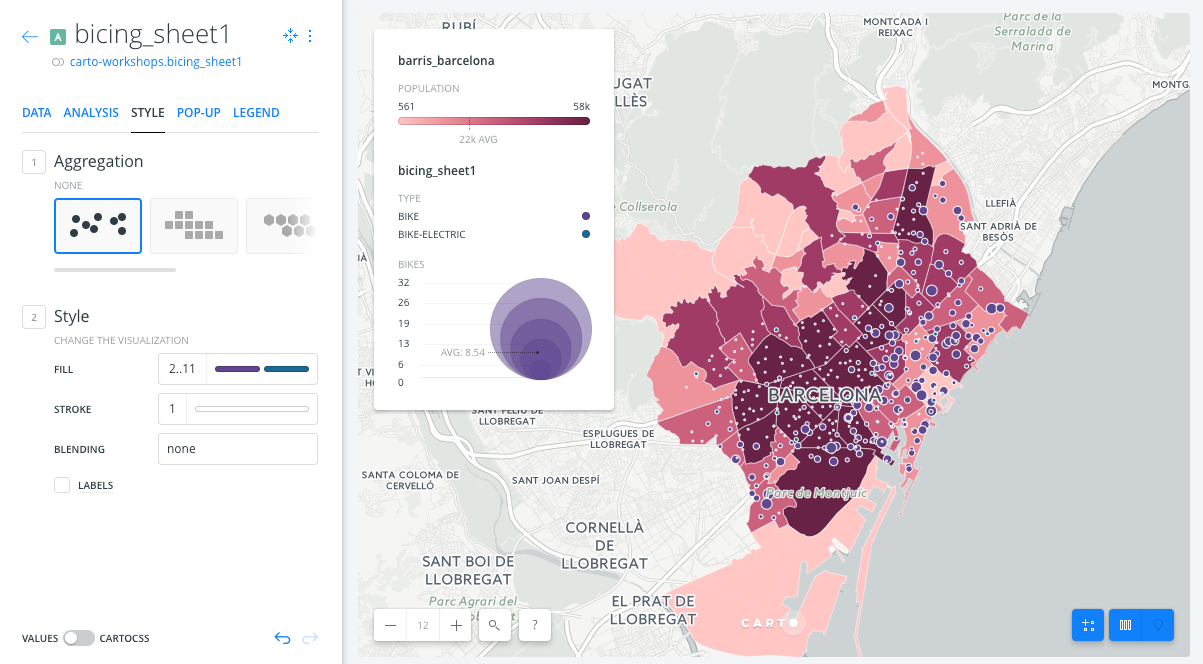 A bicing_sheet1
carto-workshops.bicing_sheet1
DATA ANALYSIS STYLE POP-UP LEGEND
1 Aggregation
NONE
2 Style
CHANGE THE VISUALIZATION
FILL 2..11
STROKE 1
BLENDING none
LABELS
VALUES CARTOCSS
barris_barcelona
POPULATION
561 58k
22k AVG
bicing_sheet1
TYPE
BIKE
BIKE-ELECTRIC
BIKES
32
26
19
13
AVG: 8.54
6
0
RUBÍ
MONTCADA I
REIXAC
Parc de la
Serralada de
Marina
MONTG
UGAT
LLÈS
e Collserola
LLEFIÀ
SANT ADRIÀ DE
BESÒS
BARCELONA
SANT FELIU DE
LLOBREGAT
ESPLUGUES DE
LLOBREGAT
SANTA COLOMA DE
CERVELLÓ
SANT JOAN DESPÍ
Parc de Montjuïc
CORNELLÀ
DE
LLOBREGAT
SANT BOI DE
LLOBREGAT
Parc Agrari del
EL PRAT DE
LLOBREGAT
12
?
CARTO